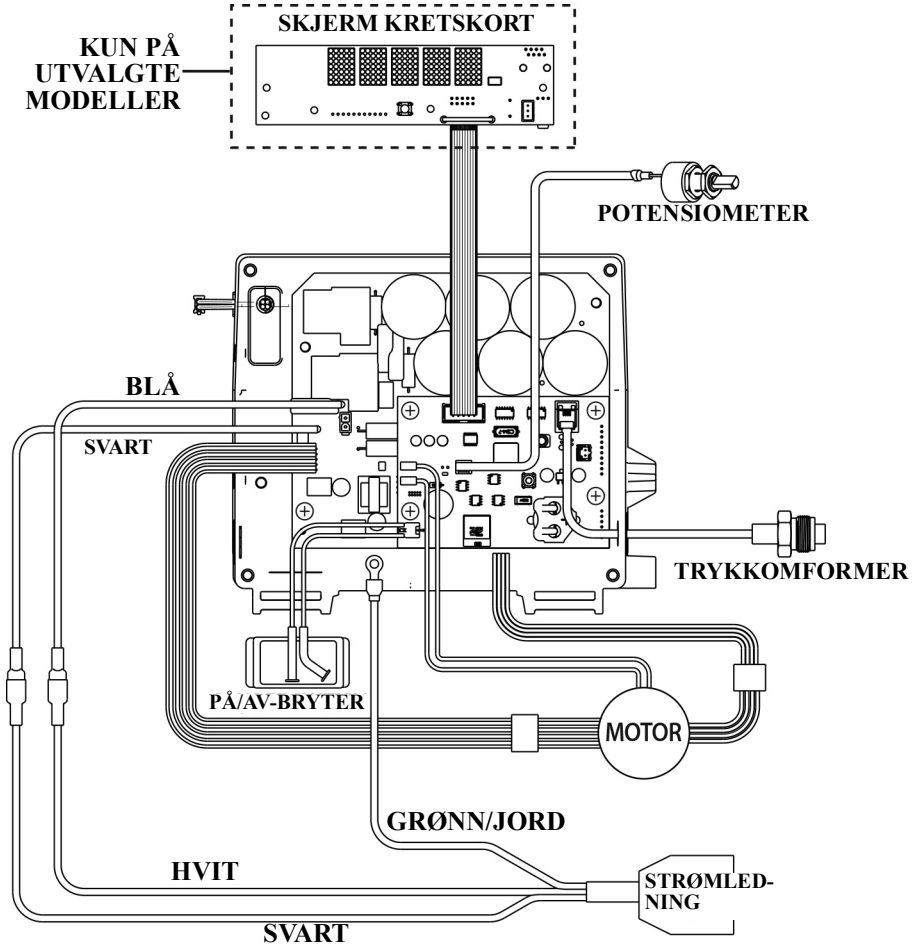 SKJERM KRETSKORT
KUN PÅ
UTVALGTE
MODELLER
POTENSIOMETER
BLÅ
SVART
TRYKKOMFORMER
PÅ/AV-BRYTER
MOTOR
GRØNN/JORD
HVIT
STRØMLED-
NING
SVART